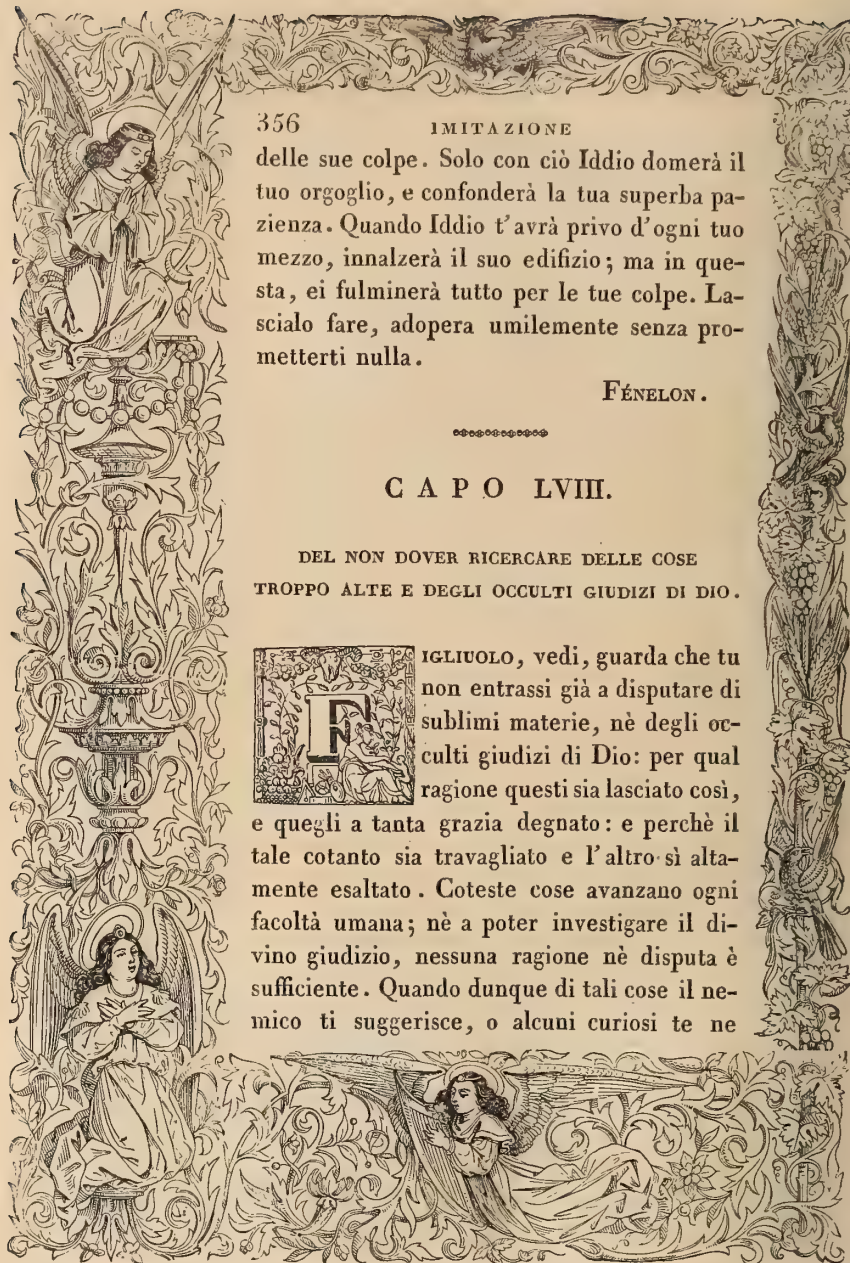 356 IMITAZIONE
delle sue colpe. Solo con ciò Iddio domerà il
tuo orgoglio, e confonderà la tua superba pa-
zienza. Quando Iddio t'avrà privo d'ogni tuo
mezzo, innalzerà il suo edifizio; ma in que-
sta, ei fulminerà tutto per le tue colpe. La-
scialo fare, adopera umilemente senza pro-
metterti nulla.
FÉNELON.
CAPO LVIII.
DEL NON DOVER RICERCARE DELLE COSE
TROPPO ALTE E DEGLI OCCULTI GIUDIZI DI DIO.
FIGLIUOLO, vedi, guarda che tu
non entrassi già a disputare di
sublimi materie, nè degli oc-
culti giudizi di Dio: per qual
ragione questi sia lasciato così,
e quegli a tanta grazia degnato: e perchè il
tale cotanto sia travagliato e l'altro sì alta-
mente esaltato. Coteste cose avanzano ogni
facoltà umana; nè a poter investigare il di-
vino giudizio, nessuna ragione nè disputa è
sufficiente. Quando dunque di tali cose il ne-
mico ti suggerisce, o alcuni curiosi te ne